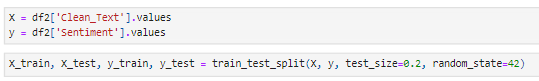 X = df2['Clean_Text'].values
y = df2['Sentiment'].values
X_train, X_test, y_train, y_test = train_test_split(X, y, test_size=0.2, random_state=42)